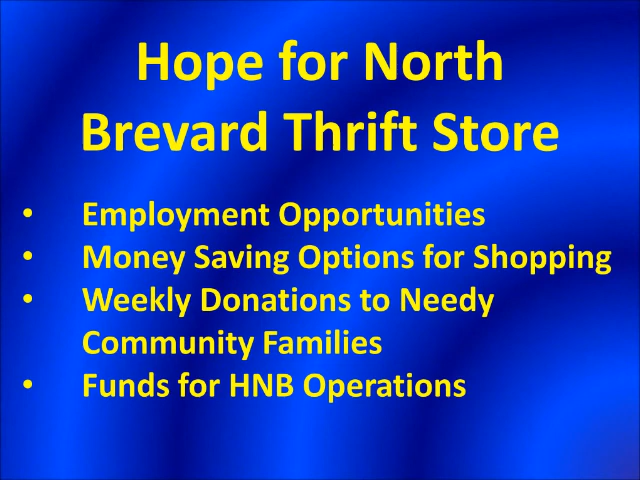 Hope for North
Brevard Thrift Store
• Employment Opportunities
• Money Saving Options for Shopping
• Weekly Donations to Needy
Community Families
• Funds for HNB Operations